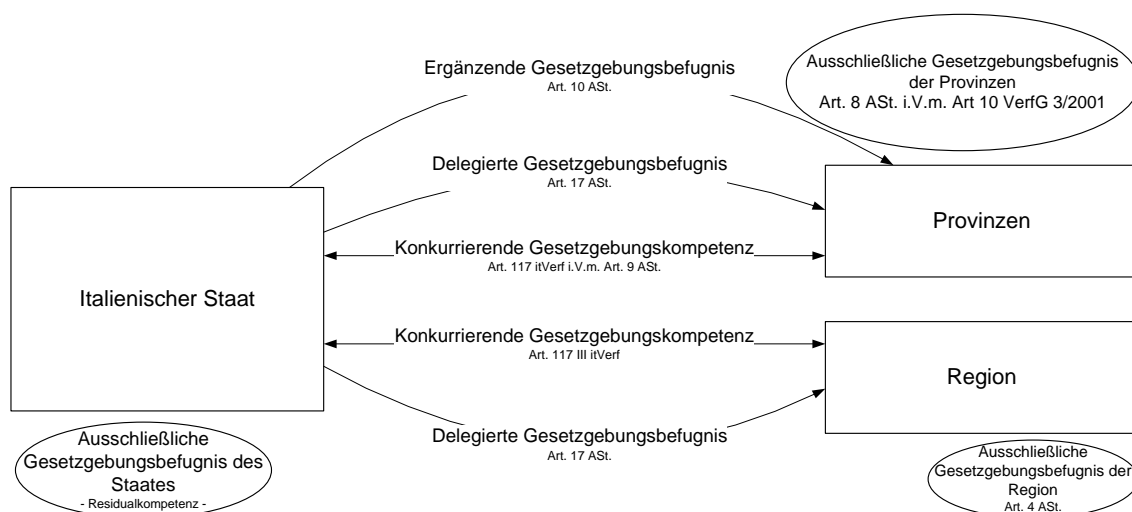 Ergänzende Gesetzgebungsbefugnis
Art. 10 ASt.
Ausschließliche Gesetzgebungsbefugnis
der Provinzen
Art. 8 ASt. i.V.m. Art 10 VerfG 3/2001
Delegierte Gesetzgebungsbefugnis
Art. 17 ASt.
Provinzen
Konkurrierende Gesetzgebungskompetenz
Art. 117 itVerf i.V.m. Art. 9 ASt.
Italienischer Staat
Konkurrierende Gesetzgebungskompetenz
Art. 117 III itVerf
Region
Delegierte Gesetzgebungsbefugnis
Art. 17 ASt.
Ausschließliche
Gesetzgebungsbefugnis des
Staates
- Residualkompetenz -
Ausschließliche
Gesetzgebungsbefugnis der
Region
Art. 4 ASt.